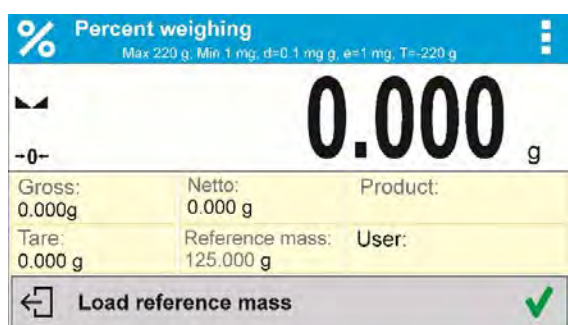 % Percent weighing
Max 220 g, Min 1 mg, d=0.1 mg g, e=1 mg, T=-220 g
0.000 g
→0←
Gross: Netto: Product:
0.000g 0.000 g
Tare: Reference mass: User:
0.000 g 125.000 g
Load reference mass